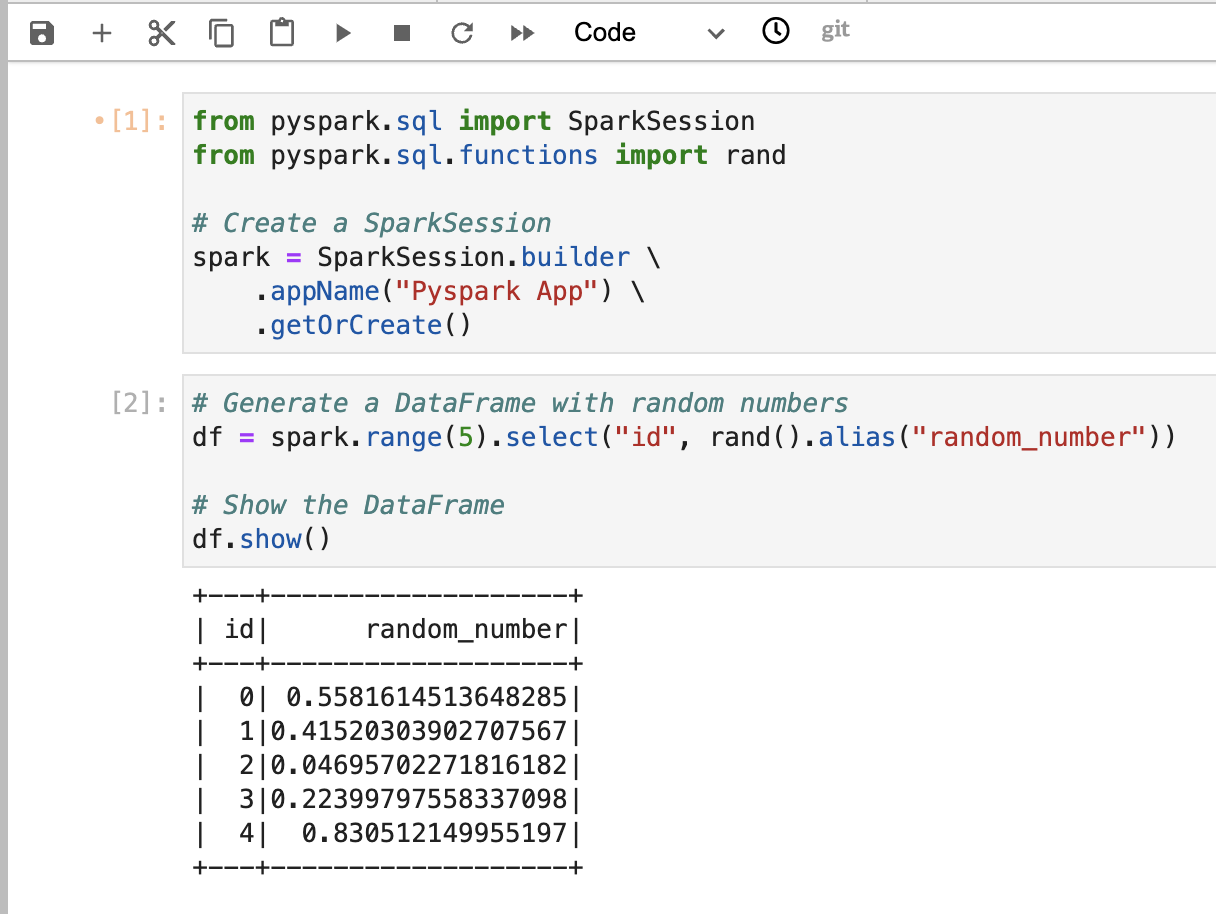 Code
git
[1]:
from pyspark.sql import SparkSession
from pyspark.sql.functions import rand
# Create a SparkSession
spark = SparkSession.builder \
    .appName("Pyspark App") \
    .getOrCreate()
[2]:
# Generate a DataFrame with random numbers
df = spark.range(5).select("id", rand().alias("random_number"))
# Show the DataFrame
df.show()
+---+-------------------+
| id|      random_number|
+---+-------------------+
|  0| 0.5581614513648285|
|  1|0.41520303902707567|
|  2|0.04695702271816182|
|  3|0.22399797558337098|
|  4|  0.830512149955197|
+---+-------------------+